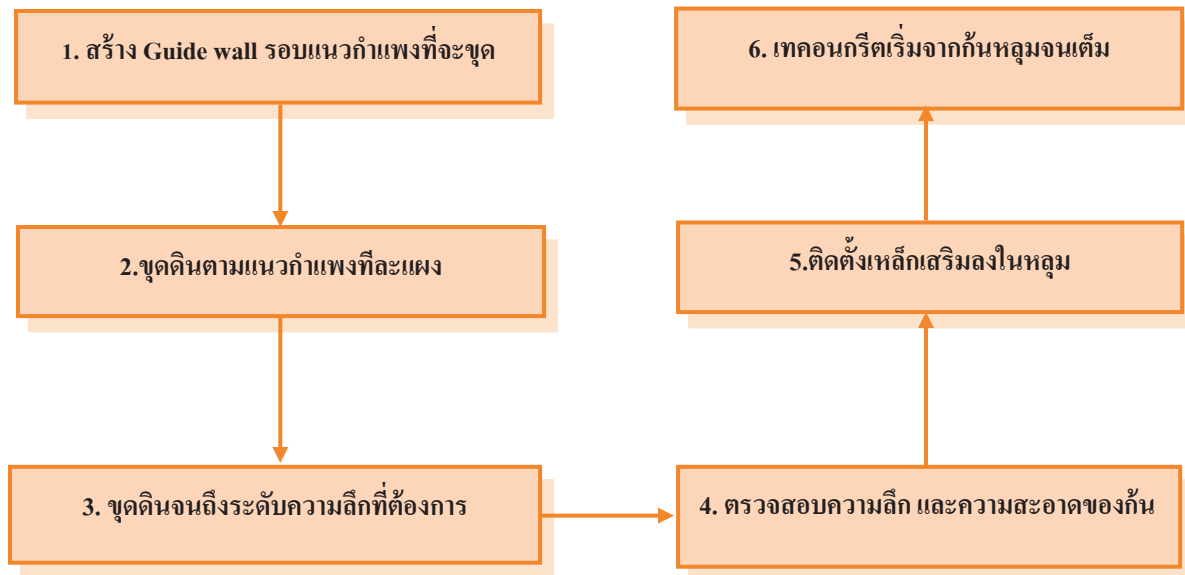 1. สร้าง Guide wall รอบแนวกำแพงที่จะขุด
2.ขุดดินตามแนวกำแพงทีละแผง
3. ขุดดินจนถึงระดับความลึกที่ต้องการ
4. ตรวจสอบความลึก และความสะอาดของก้น
5.ติดตั้งเหล็กเสริมลงในหลุม
6. เทคอนกรีตเริ่มจากก้นหลุมจนเต็ม